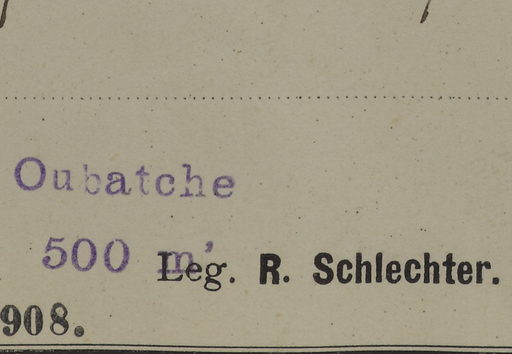 Oubatche
500 m' Leg. R. Schlechter.
908.